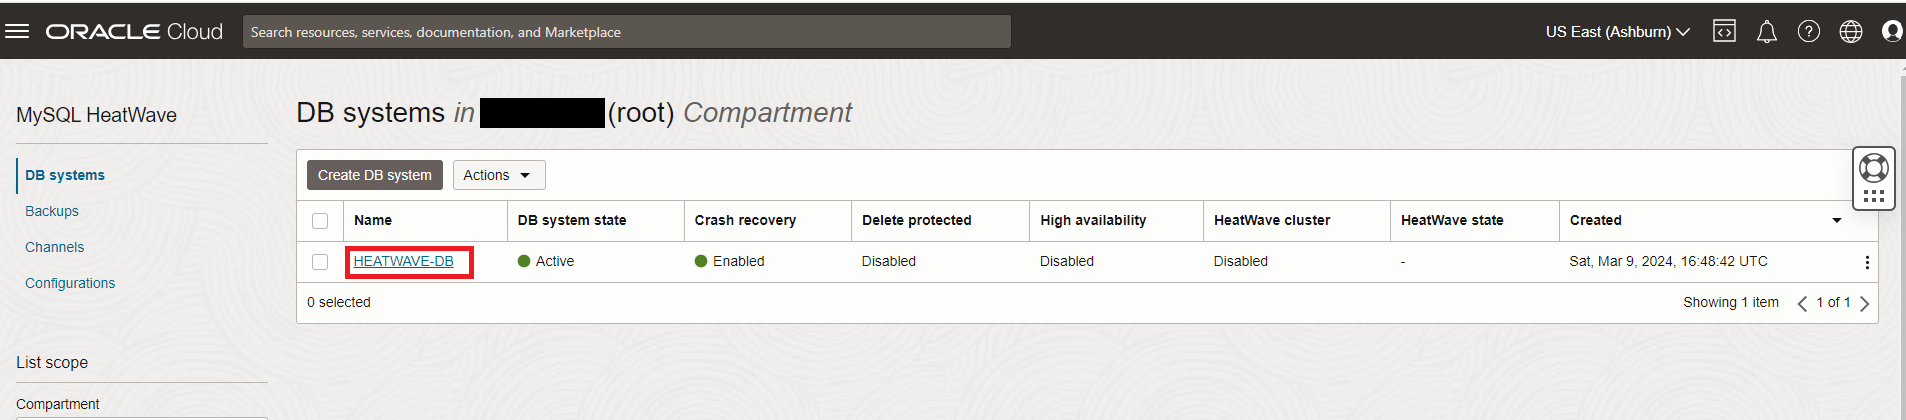 ORACLE Cloud
Search resources, services, documentation, and Marketplace
US East (Ashburn)
MySQL HeatWave
DB systems
Backups
Channels
Configurations
List scope
Compartment
DB systems in (root) Compartment
Create DB system
Actions
Name DB system state Crash recovery Delete protected High availability HeatWave cluster HeatWave state Created
HEATWAVE-DB Active Enabled Disabled Disabled Disabled - Sat, Mar 9, 2024, 16:48:42 UTC
0 selected
Showing 1 item 1 of 1